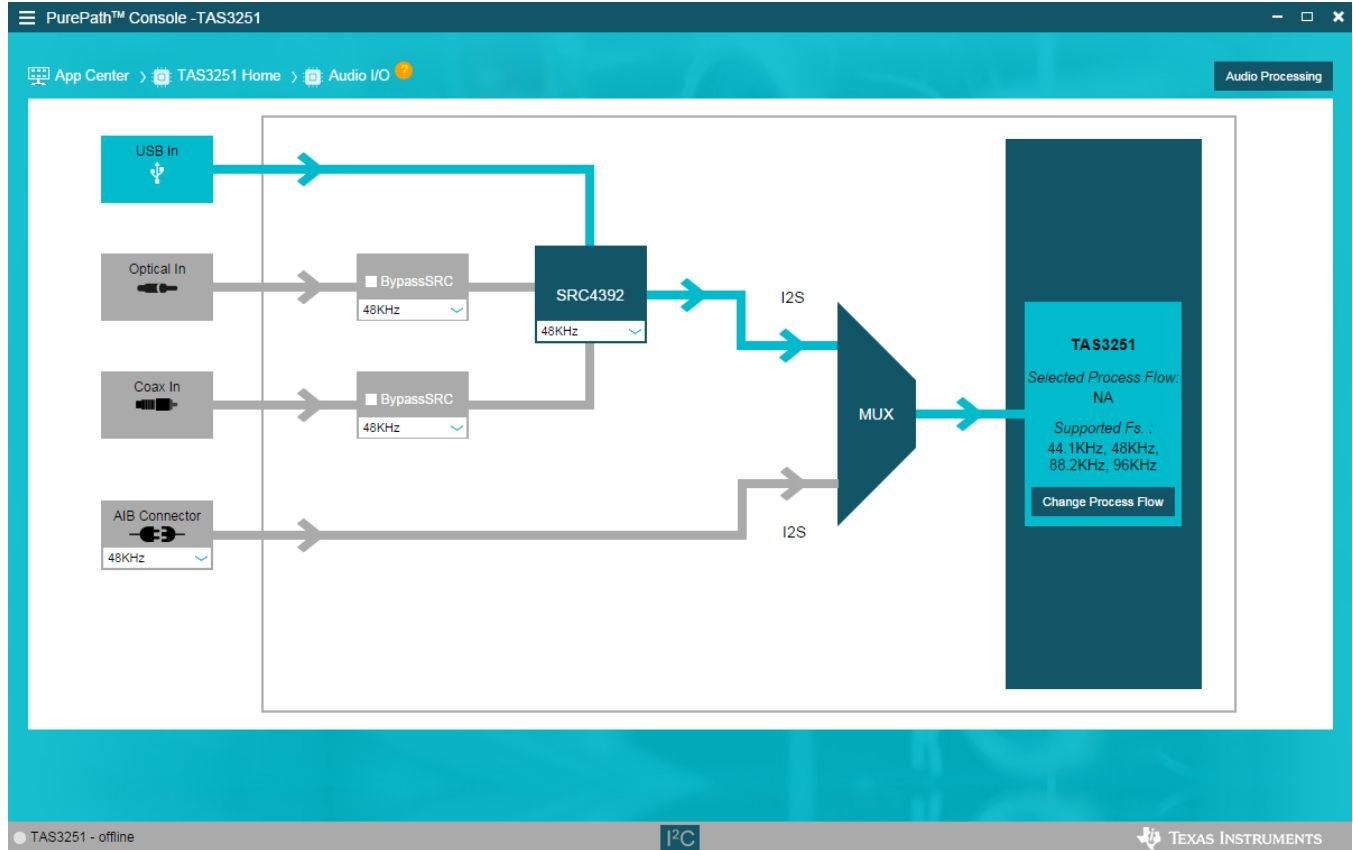 PurePath™ Console -TAS3251
App Center
TAS3251 Home
Audio I/O
?
Audio Processing
USB In
Optical In
BypassSRC
48KHz
SRC4392
48KHz
I2S
Coax In
BypassSRC
48KHz
MUX
TAS3251
Selected Process Flow:
NA
Supported Fs. :
44.1KHz, 48KHz,
88.2KHz, 96KHz
Change Process Flow
AIB Connector
48KHz
I2S
TAS3251 - offline
I²C
TEXAS INSTRUMENTS